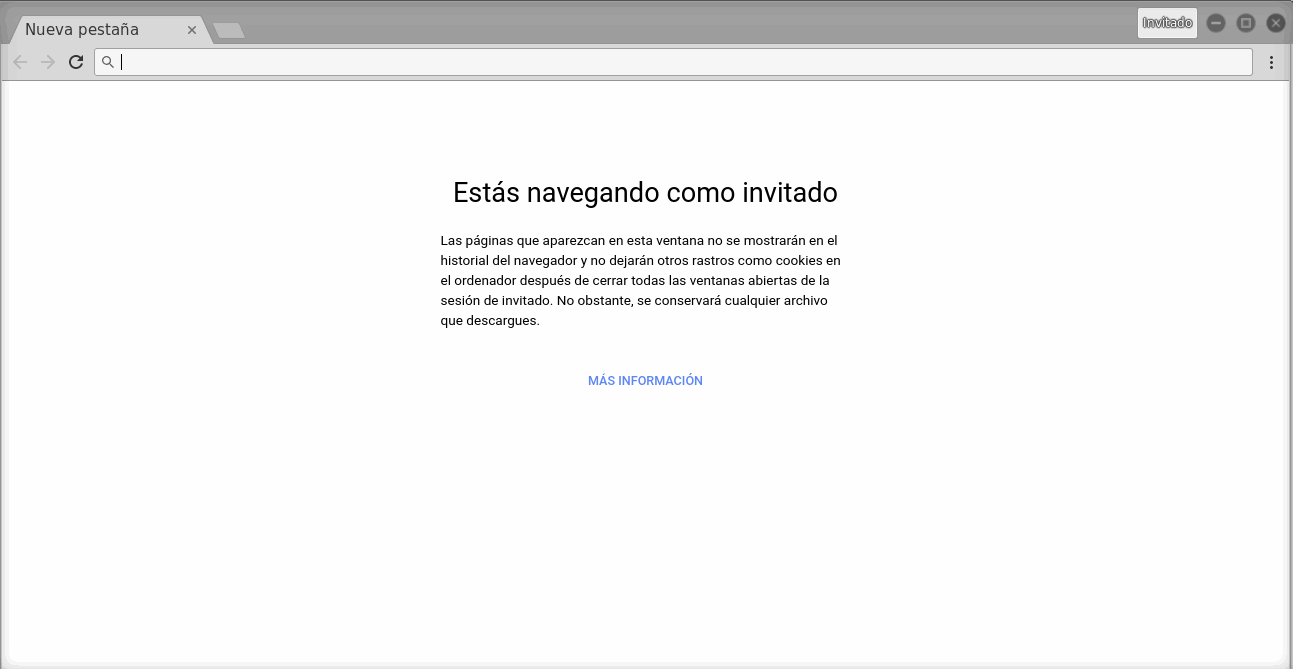 Nueva pestaña
Invitado
Estás navegando como invitado
Las páginas que aparezcan en esta ventana no se mostrarán en el
historial del navegador y no dejarán otros rastros como cookies en
el ordenador después de cerrar todas las ventanas abiertas de la
sesión de invitado. No obstante, se conservará cualquier archivo
que descargues.
MÁS INFORMACIÓN